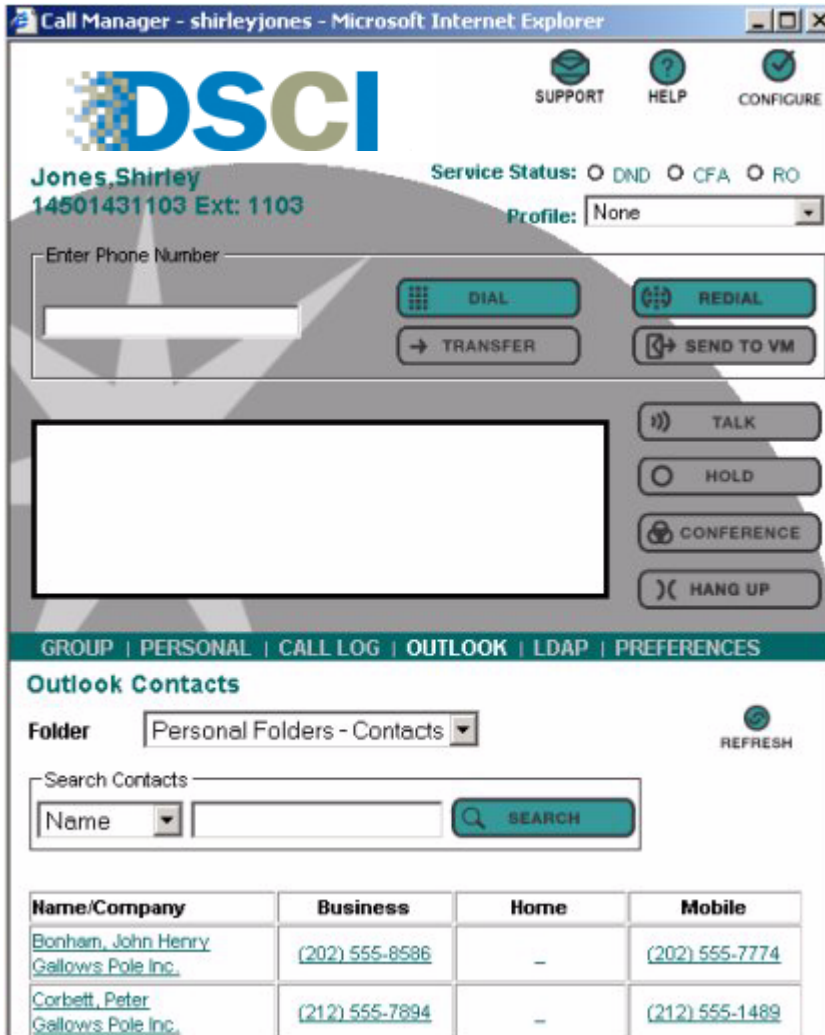 Call Manager - shirleyjones - Microsoft Internet Explorer
DSCI
SUPPORT HELP CONFIGURE
Jones,Shirley
14501431103 Ext: 1103
Service Status: DND CFA RO
Profile: None
Enter Phone Number
DIAL REDIAL
TRANSFER SEND TO VM
TALK
HOLD
CONFERENCE
HANG UP
GROUP | PERSONAL | CALL LOG | OUTLOOK | LDAP | PREFERENCES
Outlook Contacts
Folder Personal Folders - Contacts
REFRESH
Search Contacts
Name SEARCH
Name/Company Business Home Mobile
Bonham, John Henry
Gallows Pole Inc. (202) 555-8586 - (202) 555-7774
Corbett, Peter
Gallows Pole Inc. (212) 555-7894 - (212) 555-1489